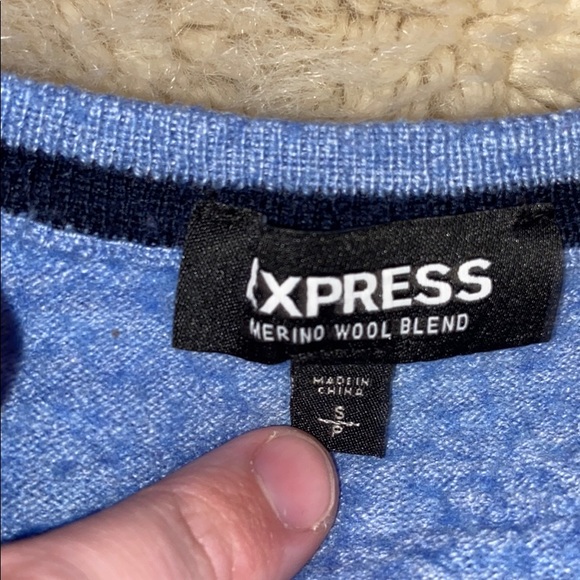 EXPRESS
MERINO WOOL BLEND
MADE IN
CHINA
S
P